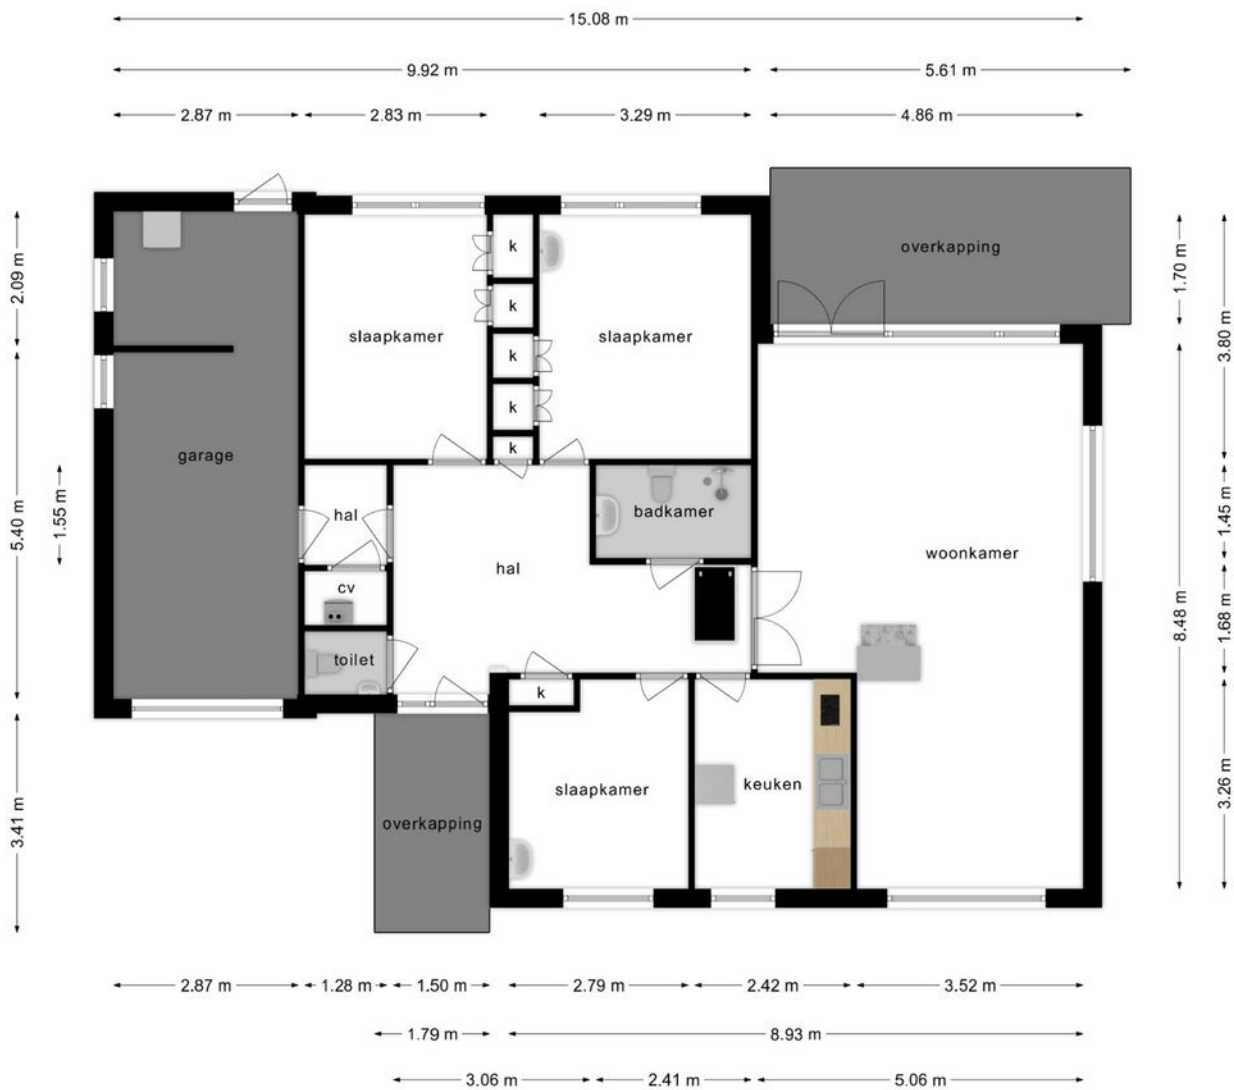 15.08 m
9.92 m
5.61 m
2.87 m
2.83 m
3.29 m
4.86 m
2.09 m
5.40 m
1.55 m
3.41 m
1.70 m
3.80 m
1.45 m
1.68 m
8.48 m
3.26 m
overkapping
k
k
k
k
k
slaapkamer
slaapkamer
garage
hal
badkamer
woonkamer
hal
cv
toilet
k
slaapkamer
keuken
overkapping
2.87 m
1.28 m
1.50 m
2.79 m
2.42 m
3.52 m
1.79 m
8.93 m
3.06 m
2.41 m
5.06 m